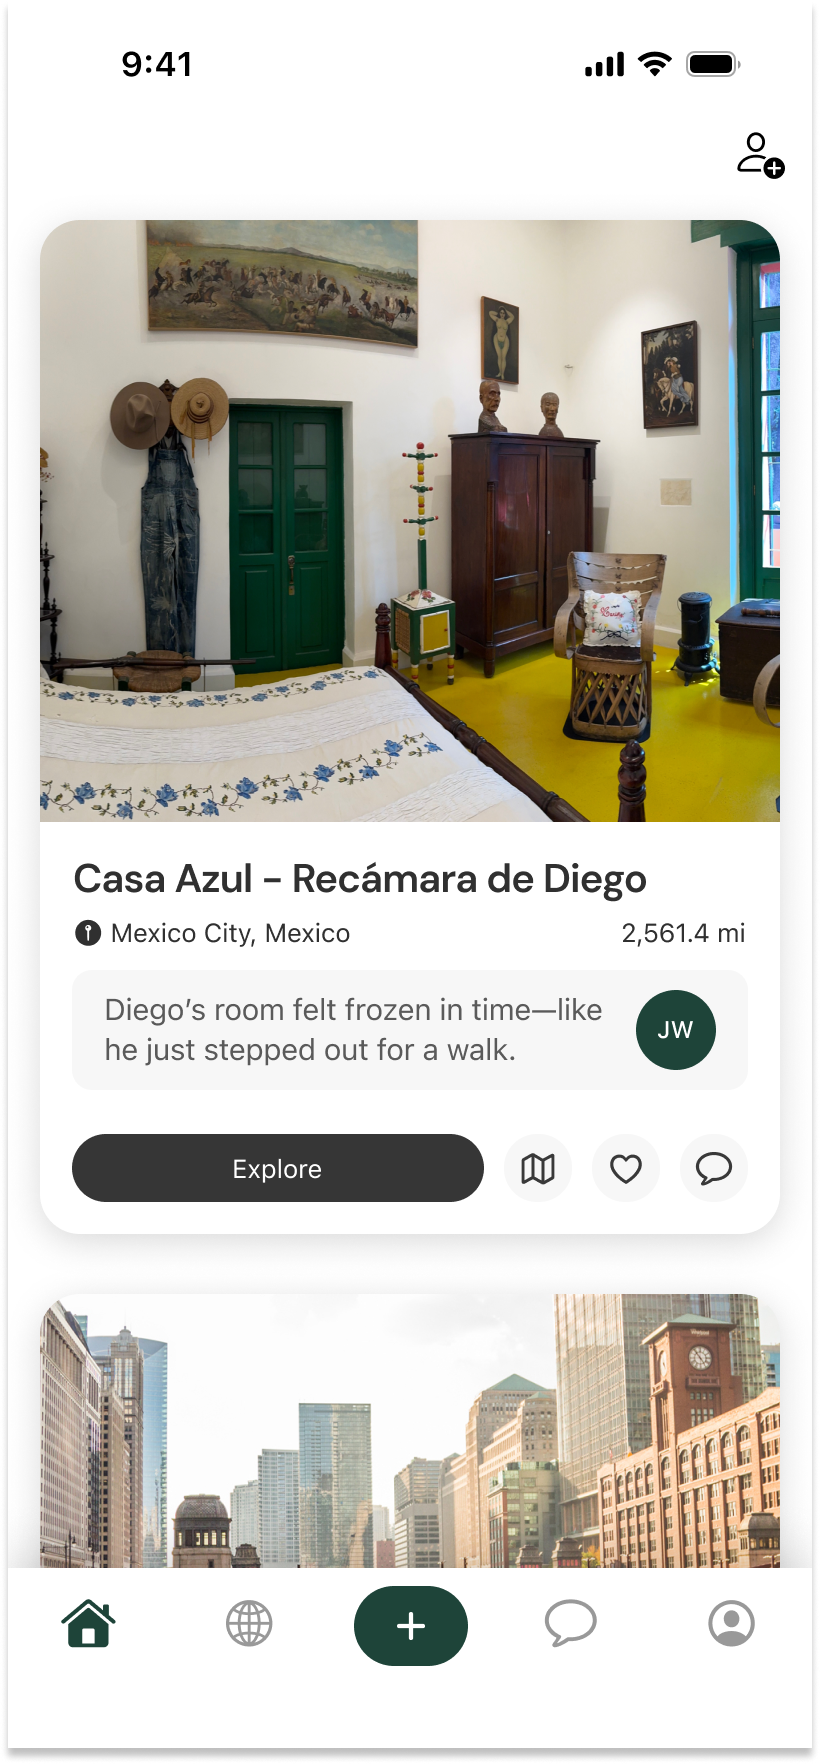 9:41
Casa Azul - Recámara de Diego
Mexico City, Mexico
2,561.4 mi
Diego’s room felt frozen in time—like
he just stepped out for a walk.
JW
Explore